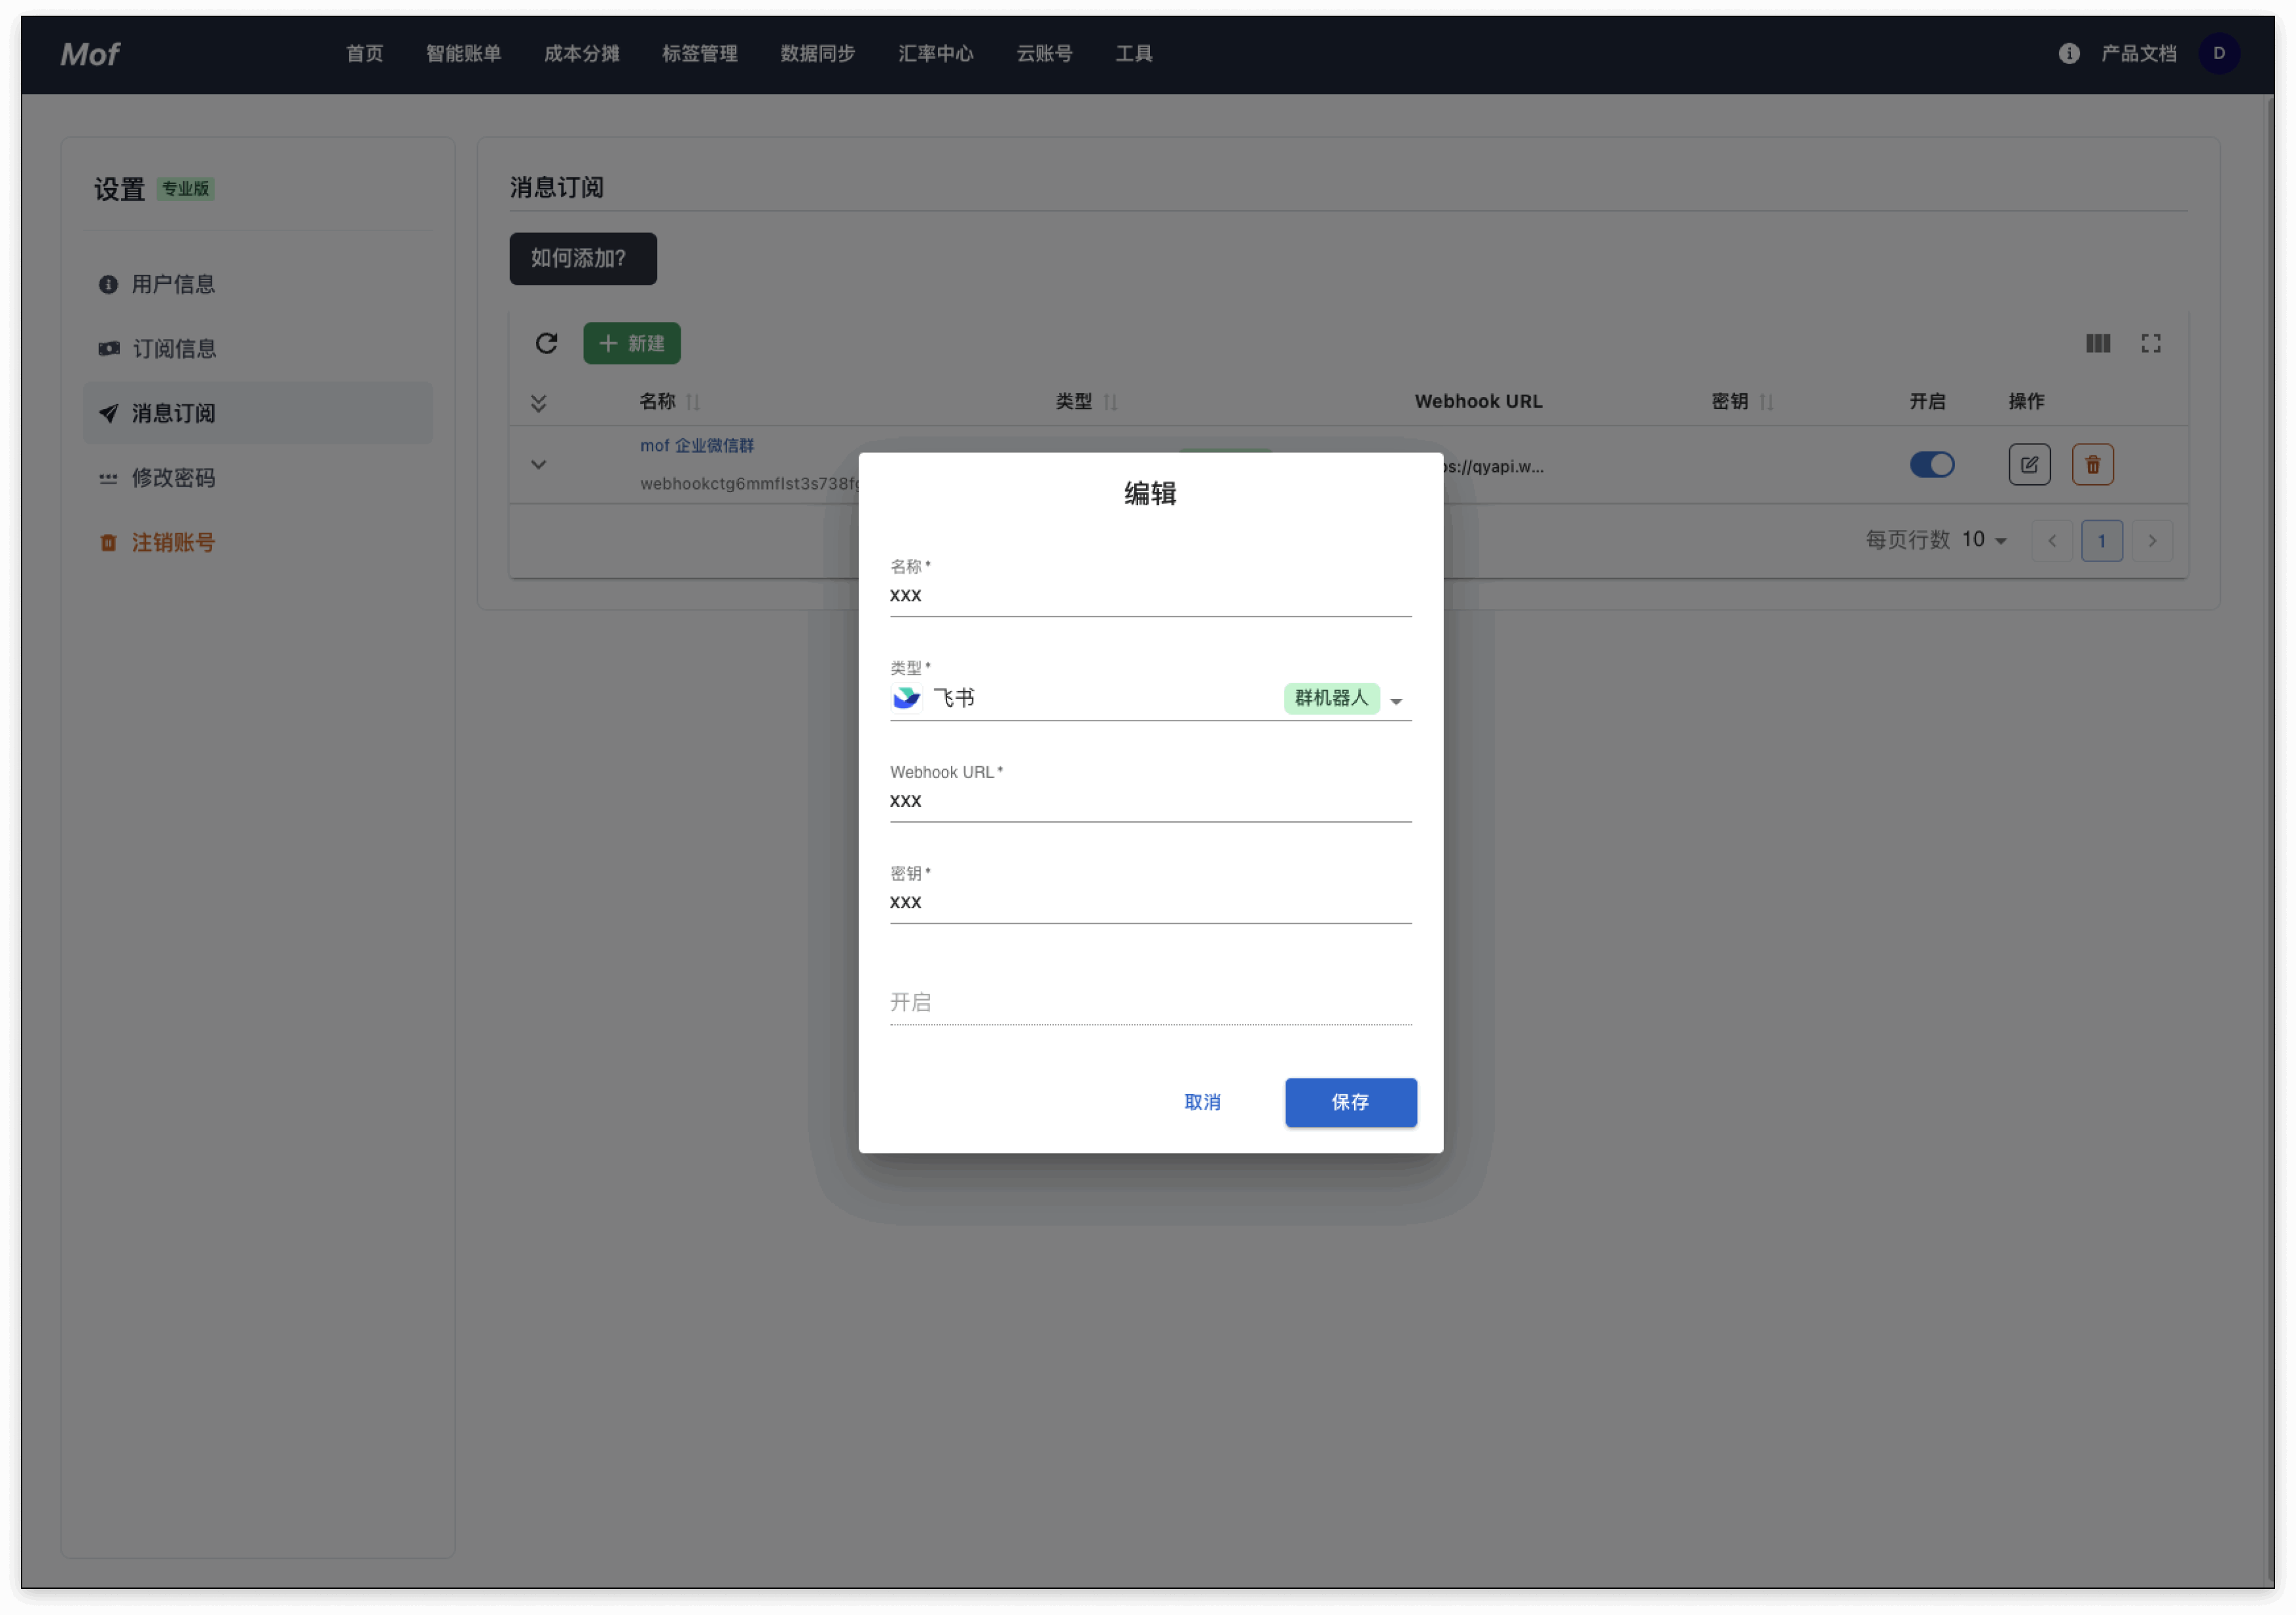 Mof 首页 智能账单 成本分摊 标签管理 数据同步 汇率中心 云账号 工具 产品文档 D
设置 专业版
用户信息
订阅信息
消息订阅
修改密码
注销账号
消息订阅
如何添加?
新建
名称 类型 Webhook URL 密钥 开启 操作
mof 企业微信群
webhookctg6mmflst3s738f
s://qyapi.w...
每页行数 10 1
编辑
名称 *
xxx
类型 *
飞书 群机器人
Webhook URL *
xxx
密钥 *
xxx
开启
取消 保存